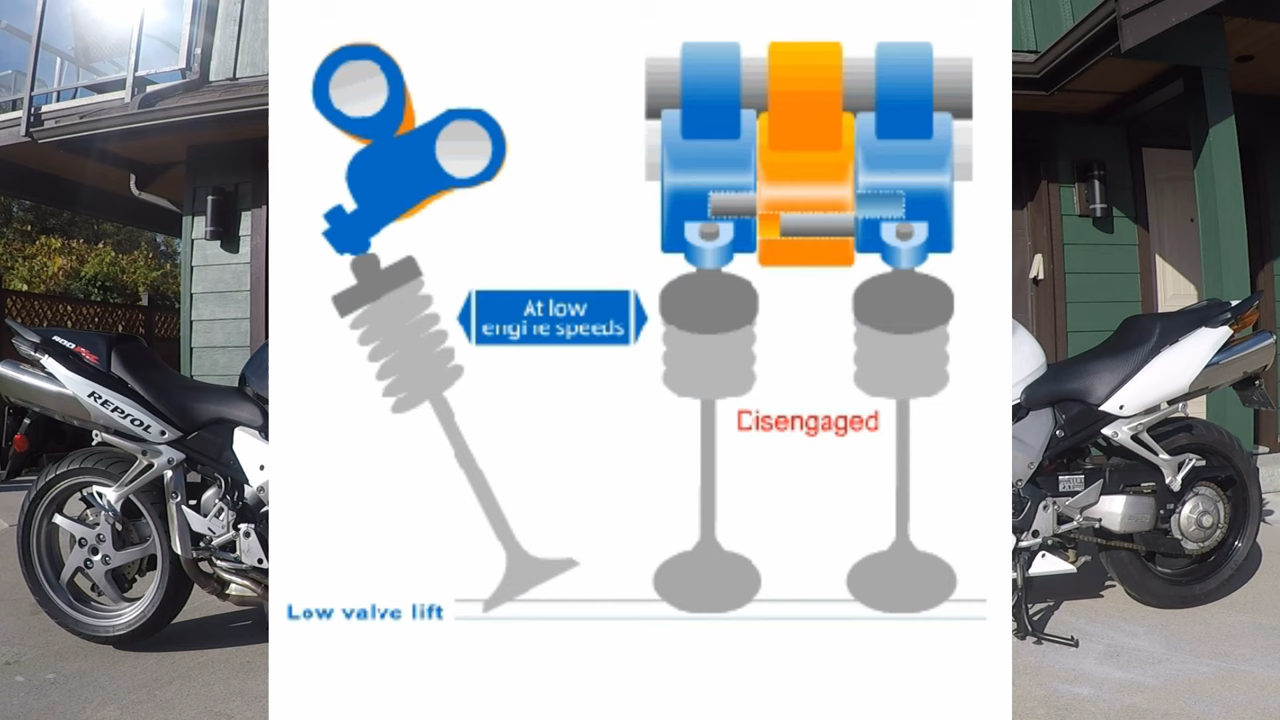 At low
engine speeds
Disengaged
Low valve lift
REPSOL